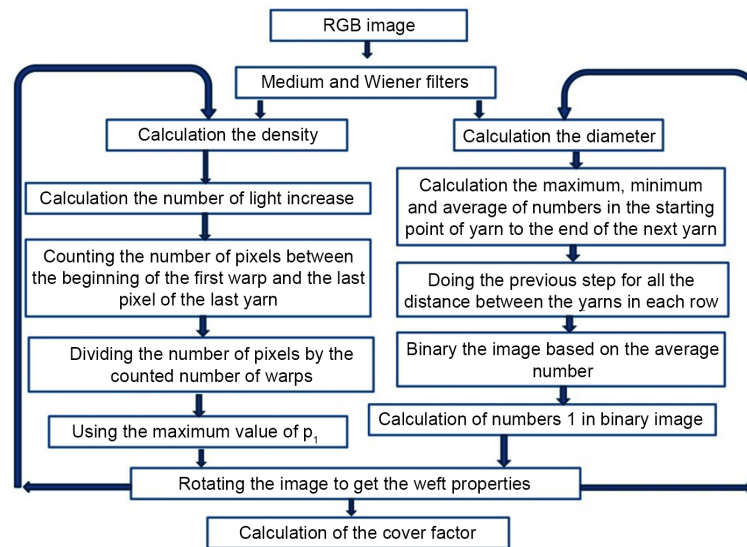 RGB image
Medium and Wiener filters
Calculation the density
Calculation the number of light increase
Counting the number of pixels between
the beginning of the first warp and the last
pixel of the last yarn
Dividing the number of pixels by the
counted number of warps
Using the maximum value of p₁
Calculation the diameter
Calculation the maximum, minimum
and average of numbers in the starting
point of yarn to the end of the next yarn
Doing the previous step for all the
distance between the yarns in each row
Binary the image based on the average
number
Calculation of numbers 1 in binary image
Rotating the image to get the weft properties
Calculation of the cover factor